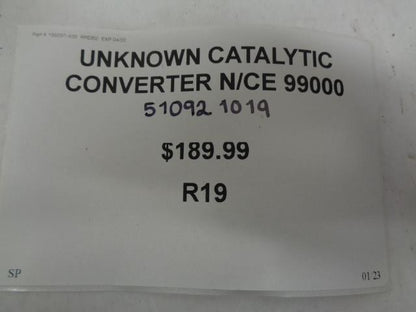 UNKNOWN CATALYTIC
CONVERTER N/CE 99000
51092 1019
$189.99
R19
SP
01/23